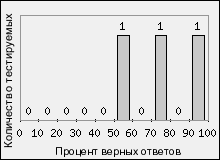 Количество тестируемых
0 0 0 0 0 1 0 1 0 1
0 10 20 30 40 50 60 70 80 90 100
Процент верных ответов